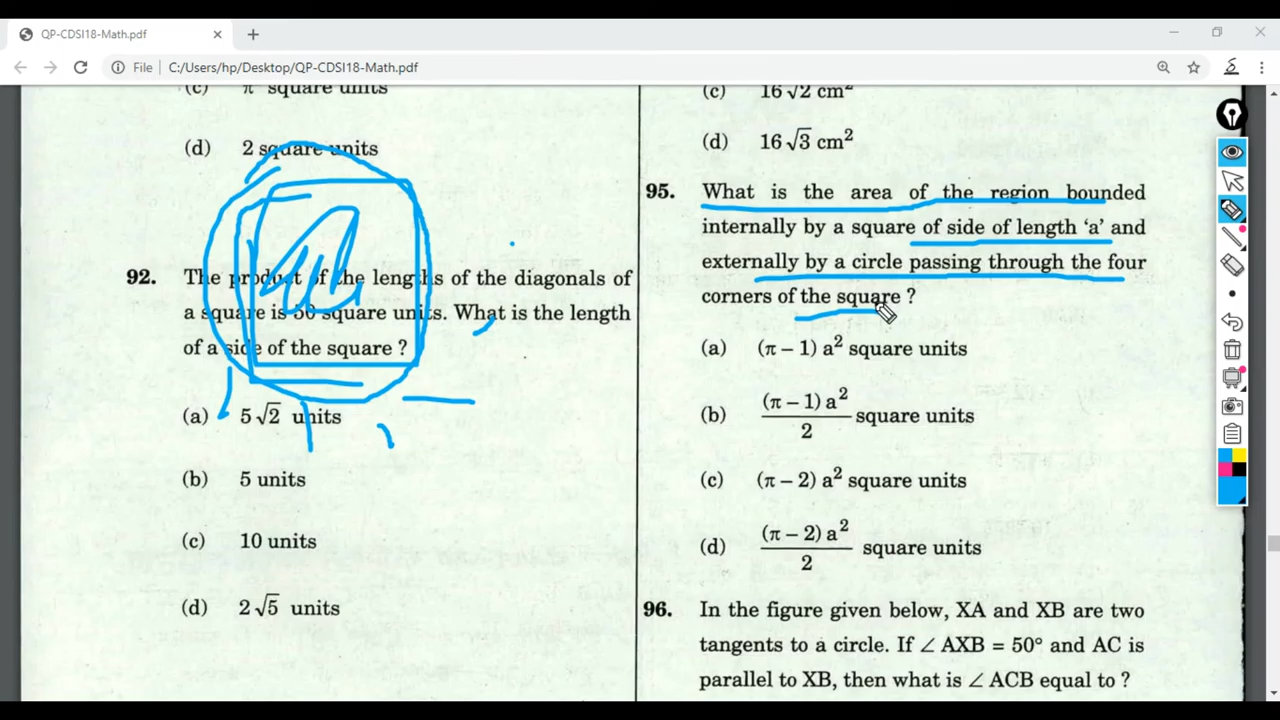 QP-CDSI18-Math.pdf
File C:/Users/hp/Desktop/QP-CDSI18-Math.pdf
(c) π² square units
(d) 2 square units
92. The product of the lengths of the diagonals of
a square is 50 square units. What is the length
of a side of the square ?
(a) 5√2 units
(b) 5 units
(c) 10 units
(d) 2√5 units
(c) 16√2 cm²
(d) 16√3 cm²
95. What is the area of the region bounded
internally by a square of side of length ‘a’ and
externally by a circle passing through the four
corners of the square ?
(a) (π – 1) a² square units
(b) (π – 1) a² / 2 square units
(c) (π – 2) a² square units
(d) (π – 2) a² / 2 square units
96. In the figure given below, XA and XB are two
tangents to a circle. If ∠ AXB = 50° and AC is
parallel to XB, then what is ∠ ACB equal to ?